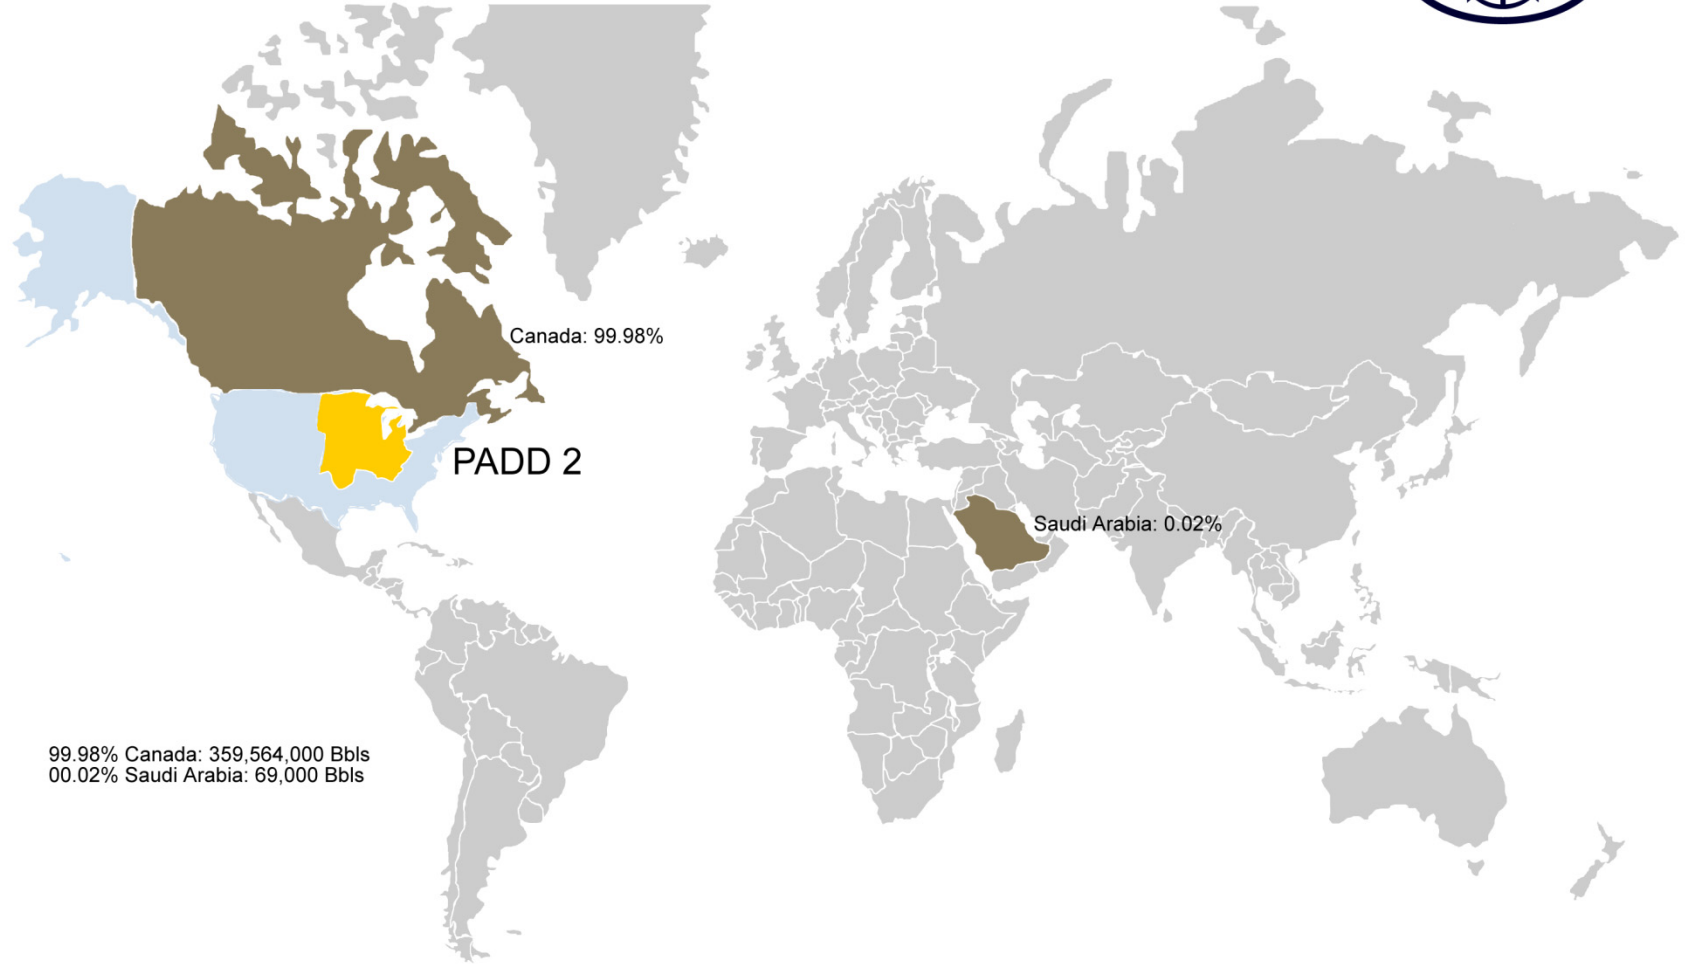 Canada: 99.98%
PADD 2
Saudi Arabia: 0.02%
99.98% Canada: 359,564,000 Bbls
00.02% Saudi Arabia: 69,000 Bbls